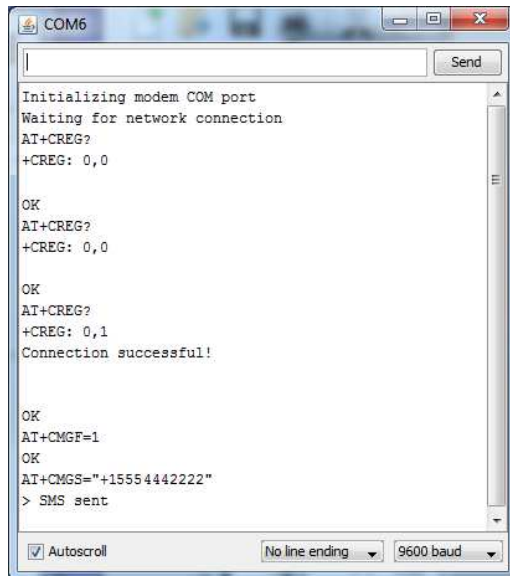 COM6
Send
Initializing modem COM port
Waiting for network connection
AT+CREG?
+CREG: 0,0
OK
AT+CREG?
+CREG: 0,0
OK
AT+CREG?
+CREG: 0,1
Connection successful!
OK
AT+CMGF=1
OK
AT+CMGS="+15554442222"
> SMS sent
Autoscroll
No line ending
9600 baud